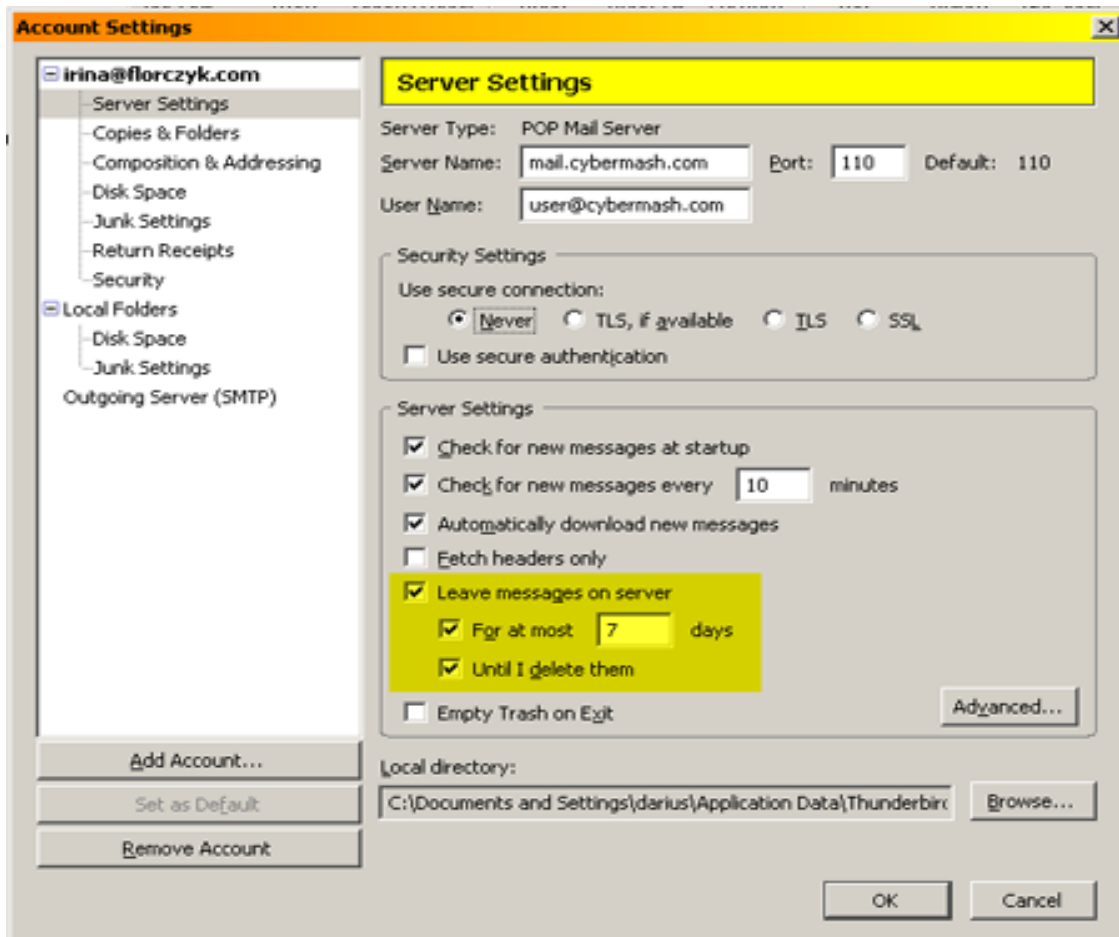 Account Settings
irina@florczyk.com
Server Settings
Copies & Folders
Composition & Addressing
Disk Space
Junk Settings
Return Receipts
Security
Local Folders
Disk Space
Junk Settings
Outgoing Server (SMTP)
Add Account...
Set as Default
Remove Account
Server Settings
Server Type: POP Mail Server
Server Name: mail.cybermash.com Port: 110 Default: 110
User Name: user@cybermash.com
Security Settings
Use secure connection:
Never TLS, if available TLS SSL
Use secure authentication
Server Settings
Check for new messages at startup
Check for new messages every 10 minutes
Automatically download new messages
Fetch headers only
Leave messages on server
For at most 7 days
Until I delete them
Empty Trash on Exit
Advanced...
Local directory:
C:\Documents and Settings\darius\Application Data\Thunderbird Browse...
OK Cancel